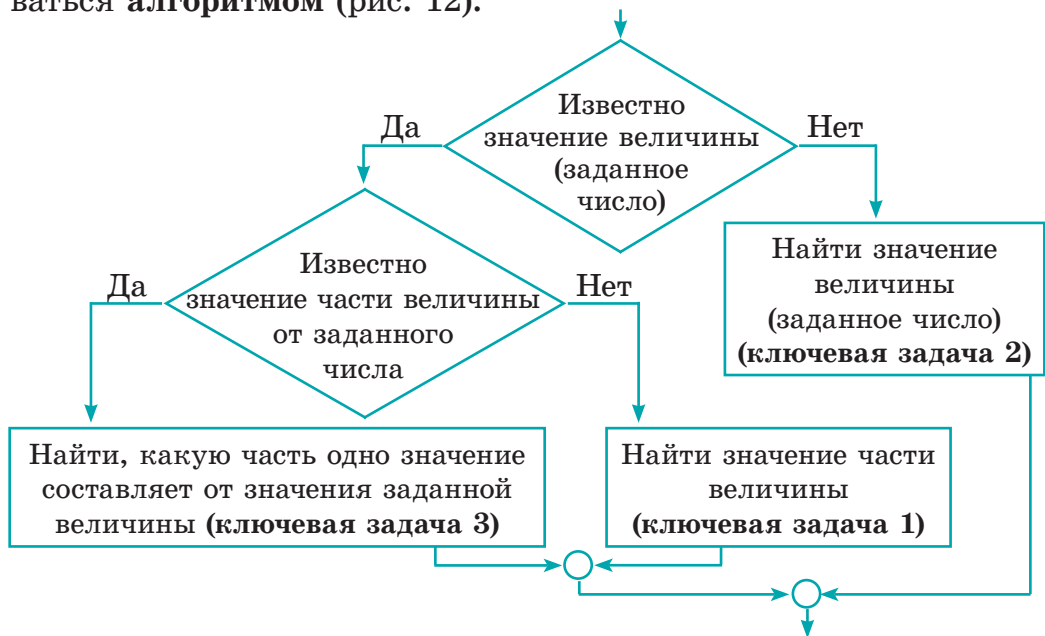 ваться алгоритмом (рис. 12).
Известно
значение величины
(заданное
число)
Да
Нет
Известно
значение части величины
от заданного
числа
Да
Нет
Найти значение
величины
(заданное число)
(ключевая задача 2)
Найти, какую часть одно значение
составляет от значения заданной
величины (ключевая задача 3)
Найти значение части
величины
(ключевая задача 1)